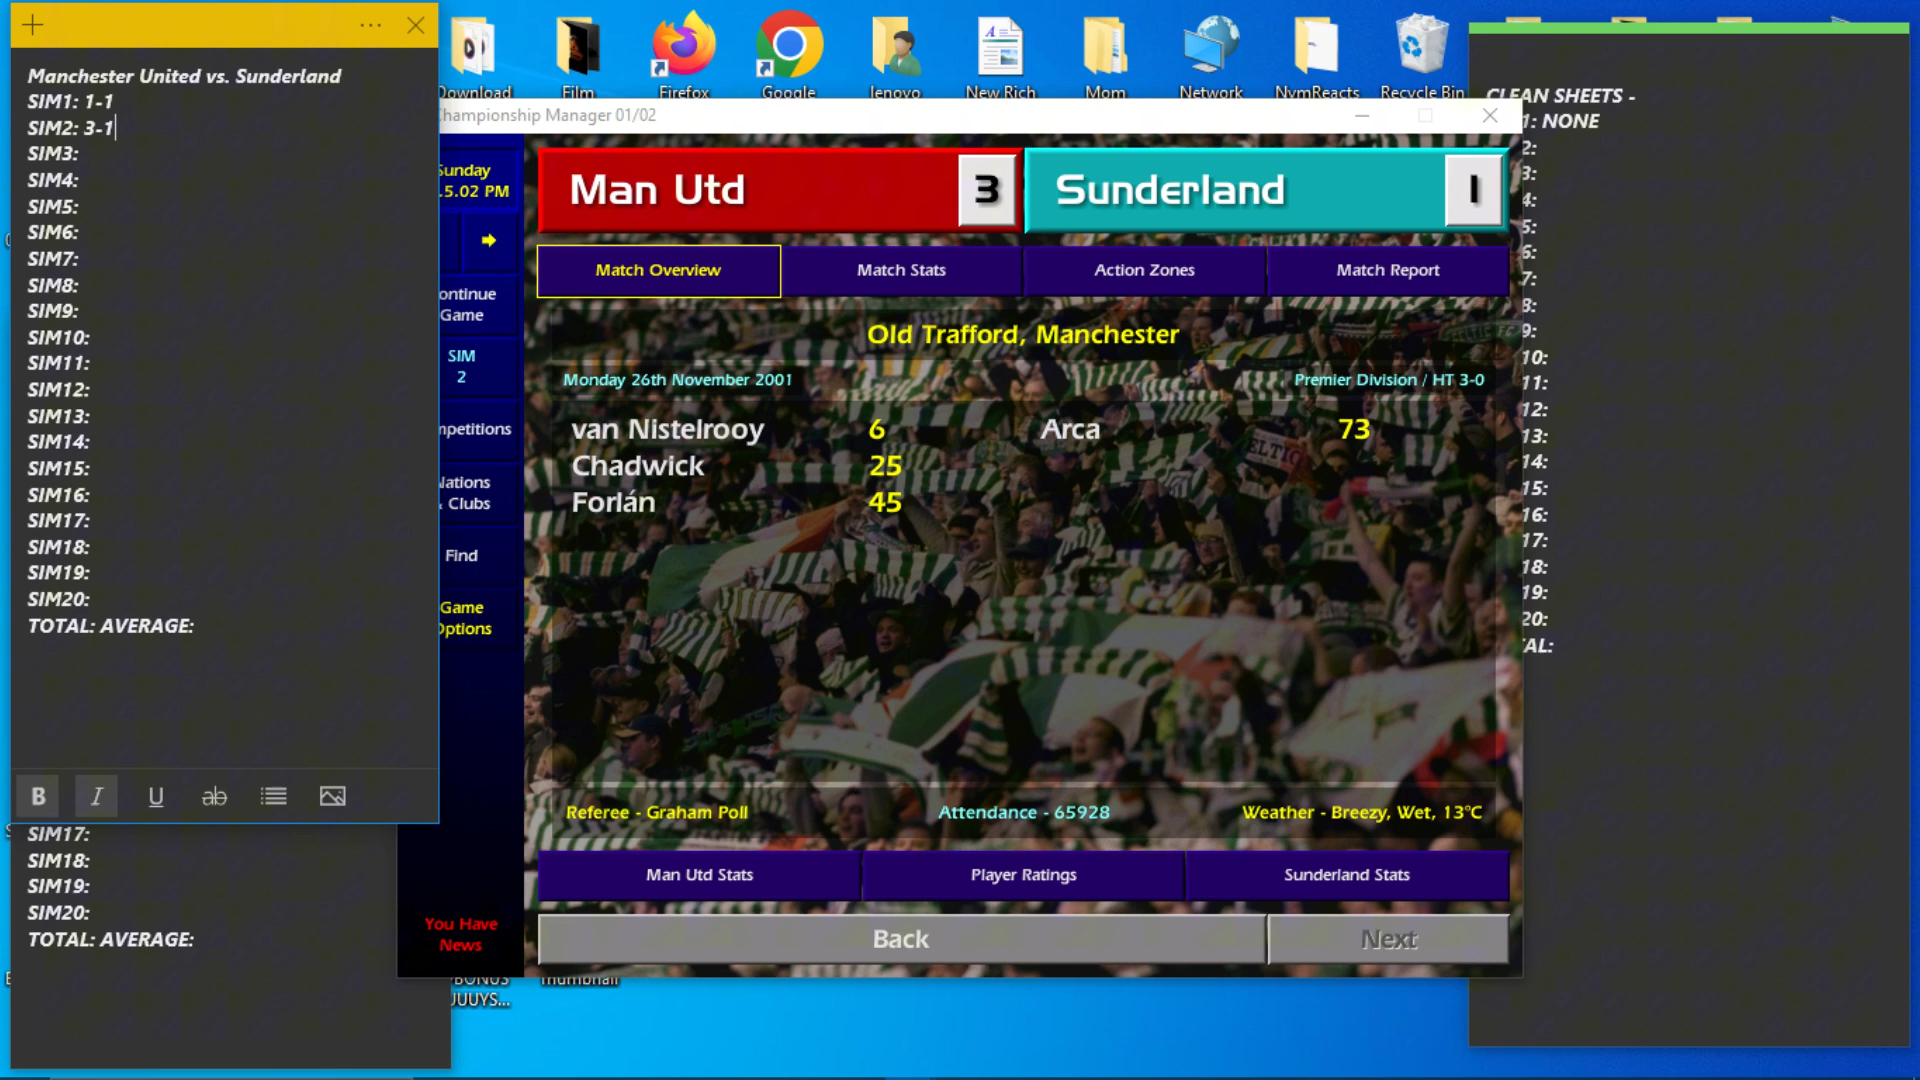 Manchester United vs. Sunderland
SIM1: 1-1
SIM2: 3-1
SIM3:
SIM4:
SIM5:
SIM6:
SIM7:
SIM8:
SIM9:
SIM10:
SIM11:
SIM12:
SIM13:
SIM14:
SIM15:
SIM16:
SIM17:
SIM18:
SIM19:
SIM20:
TOTAL: AVERAGE:
SIM17:
SIM18:
SIM19:
SIM20:
TOTAL: AVERAGE:
Download
Film
Firefox
Google
lenovo
New Rich
Mom
Network
NymReacts
Recycle Bin
Championship Manager 01/02
Sunday
.5.02 PM
ontinue
Game
SIM
2
mpetitions
Nations
& Clubs
Find
Game
Options
You Have
News
Man Utd 3 Sunderland 1
Match Overview
Match Stats
Action Zones
Match Report
Old Trafford, Manchester
Monday 26th November 2001
Premier Division / HT 3-0
van Nistelrooy 6 Arca 73
Chadwick 25
Forlán 45
Referee - Graham Poll
Attendance - 65928
Weather - Breezy, Wet, 13°C
Man Utd Stats
Player Ratings
Sunderland Stats
Back
Next
BONUS
JUUYS...
Thumbnail
CLEAN SHEETS -
1: NONE
2:
3:
4:
5:
6:
7:
8:
9:
10:
11:
12:
13:
14:
15:
16:
17:
18:
19:
20:
TAL: